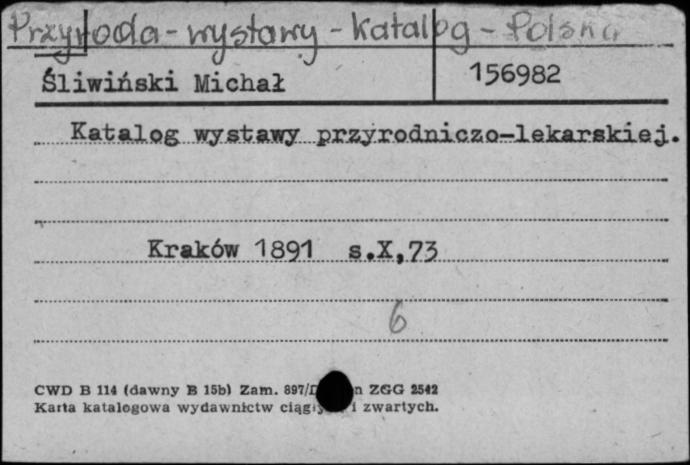 Przyroda - wystawy - katalog - Polska
Śliwiński Michał
156982
Katalog wystawy przyrodniczo-lekarskiej.
Kraków 1891 s.X,73
6
CWD B 114 (dawny B 15b) Zam. 897/D n ZGG 2542
Karta katalogowa wydawnictw i zwartych.